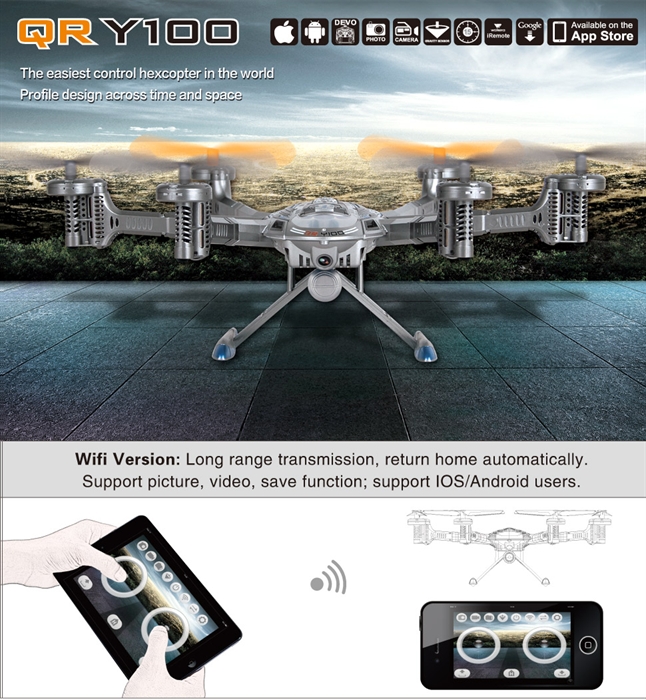 QR Y100
DEVO
PHOTO
CAMERA
GRAVITY SENSOR
iRemote
Google
Available on the
App Store
The easiest control hexcopter in the world
Profile design across time and space
Wifi Version: Long range transmission, return home automatically.
Support picture, video, save function; support IOS/Android users.